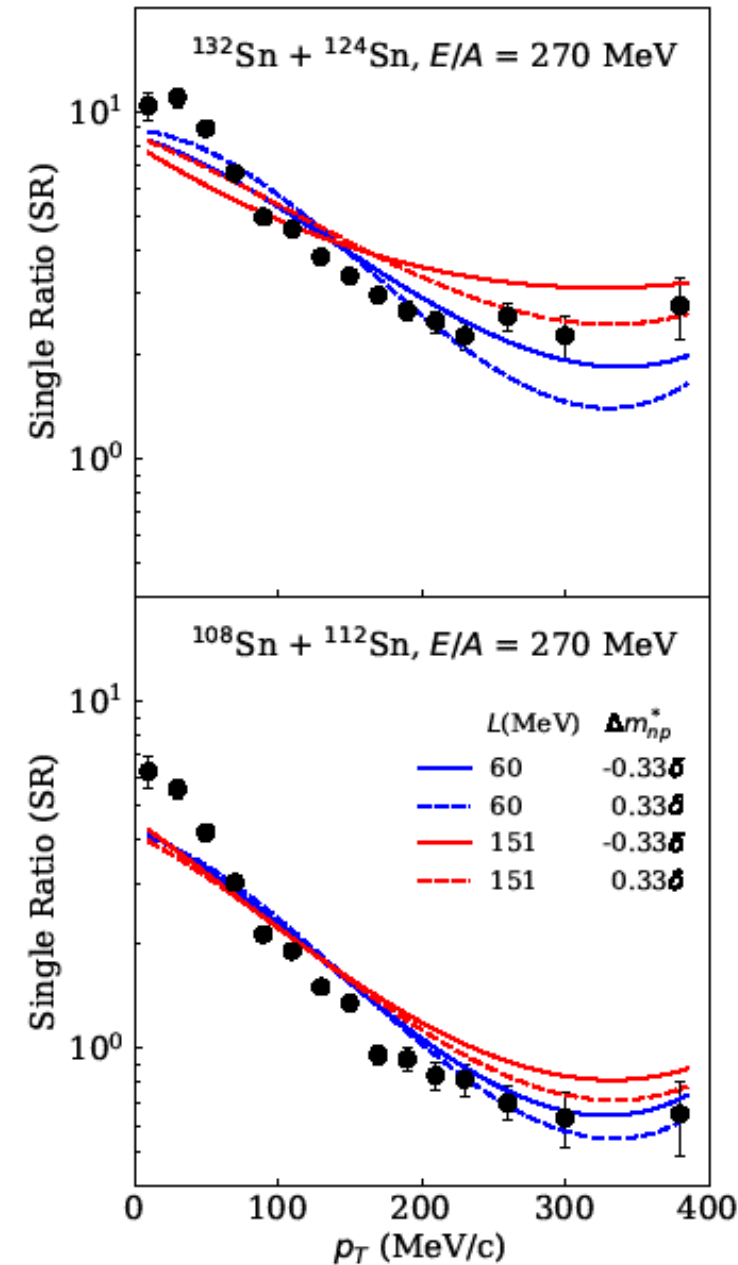 ¹³²Sn + ¹²⁴Sn, E/A = 270 MeV
10¹
10⁰
Single Ratio (SR)
¹⁰⁸Sn + ¹¹²Sn, E/A = 270 MeV
10¹
10⁰
Single Ratio (SR)
L(MeV) Δm*ₙₚ
60 -0.33δ
60 0.33δ
151 -0.33δ
151 0.33δ
0 100 200 300 400
p_T (MeV/c)